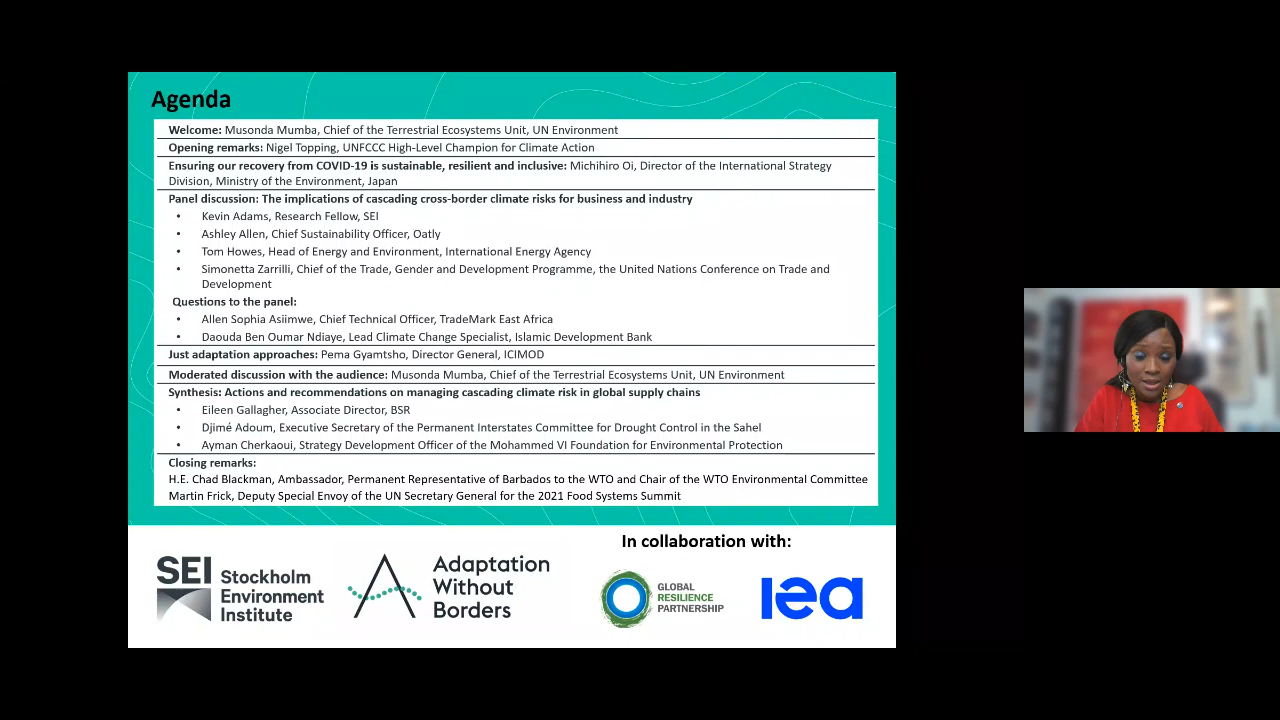 Agenda
Welcome: Musonda Mumba, Chief of the Terrestrial Ecosystems Unit, UN Environment
Opening remarks: Nigel Topping, UNFCCC High-Level Champion for Climate Action
Ensuring our recovery from COVID-19 is sustainable, resilient and inclusive: Michihiro Oi, Director of the International Strategy
Division, Ministry of the Environment, Japan
Panel discussion: The implications of cascading cross-border climate risks for business and industry
• Kevin Adams, Research Fellow, SEI
• Ashley Allen, Chief Sustainability Officer, Oatly
• Tom Howes, Head of Energy and Environment, International Energy Agency
• Simonetta Zarrilli, Chief of the Trade, Gender and Development Programme, the United Nations Conference on Trade and
Development
Questions to the panel:
• Allen Sophia Asiimwe, Chief Technical Officer, TradeMark East Africa
• Daouda Ben Oumar Ndiaye, Lead Climate Change Specialist, Islamic Development Bank
Just adaptation approaches: Pema Gyamtsho, Director General, ICIMOD
Moderated discussion with the audience: Musonda Mumba, Chief of the Terrestrial Ecosystems Unit, UN Environment
Synthesis: Actions and recommendations on managing cascading climate risk in global supply chains
• Eileen Gallagher, Associate Director, BSR
• Djimé Adoum, Executive Secretary of the Permanent Interstates Committee for Drought Control in the Sahel
• Ayman Cherkaoui, Strategy Development Officer of the Mohammed VI Foundation for Environmental Protection
Closing remarks:
H.E. Chad Blackman, Ambassador, Permanent Representative of Barbados to the WTO and Chair of the WTO Environmental Committee
Martin Frick, Deputy Special Envoy of the UN Secretary General for the 2021 Food Systems Summit
In collaboration with:
SEI Stockholm
Environment
Institute
Adaptation
Without
Borders
GLOBAL
RESILIENCE
PARTNERSHIP
iea